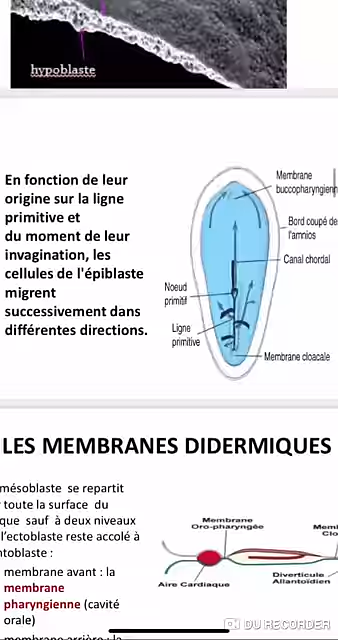 hypoblaste
En fonction de leur
origine sur la ligne
primitive et
du moment de leur
invagination, les
cellules de l'épiblaste
migrent
successivement dans
différentes directions.
Membrane
buccopharyngienn
Bord coupé de
l'amnios
Canal chordal
Noeud
primitif
Ligne
primitive
Membrane cloacale
LES MEMBRANES DIDERMIQUES
mésoblaste se repartit
toute la surface du
que sauf à deux niveaux
l'ectoblaste reste accolé à
ntoblaste :
membrane avant : la
membrane
pharyngienne (cavité
orale)
membrane arrière : la
Membrane
Oro-pharyngée
Mem
Clo
Aire Cardiaque
Diverticule
Allantoïdien
DU RECORDER